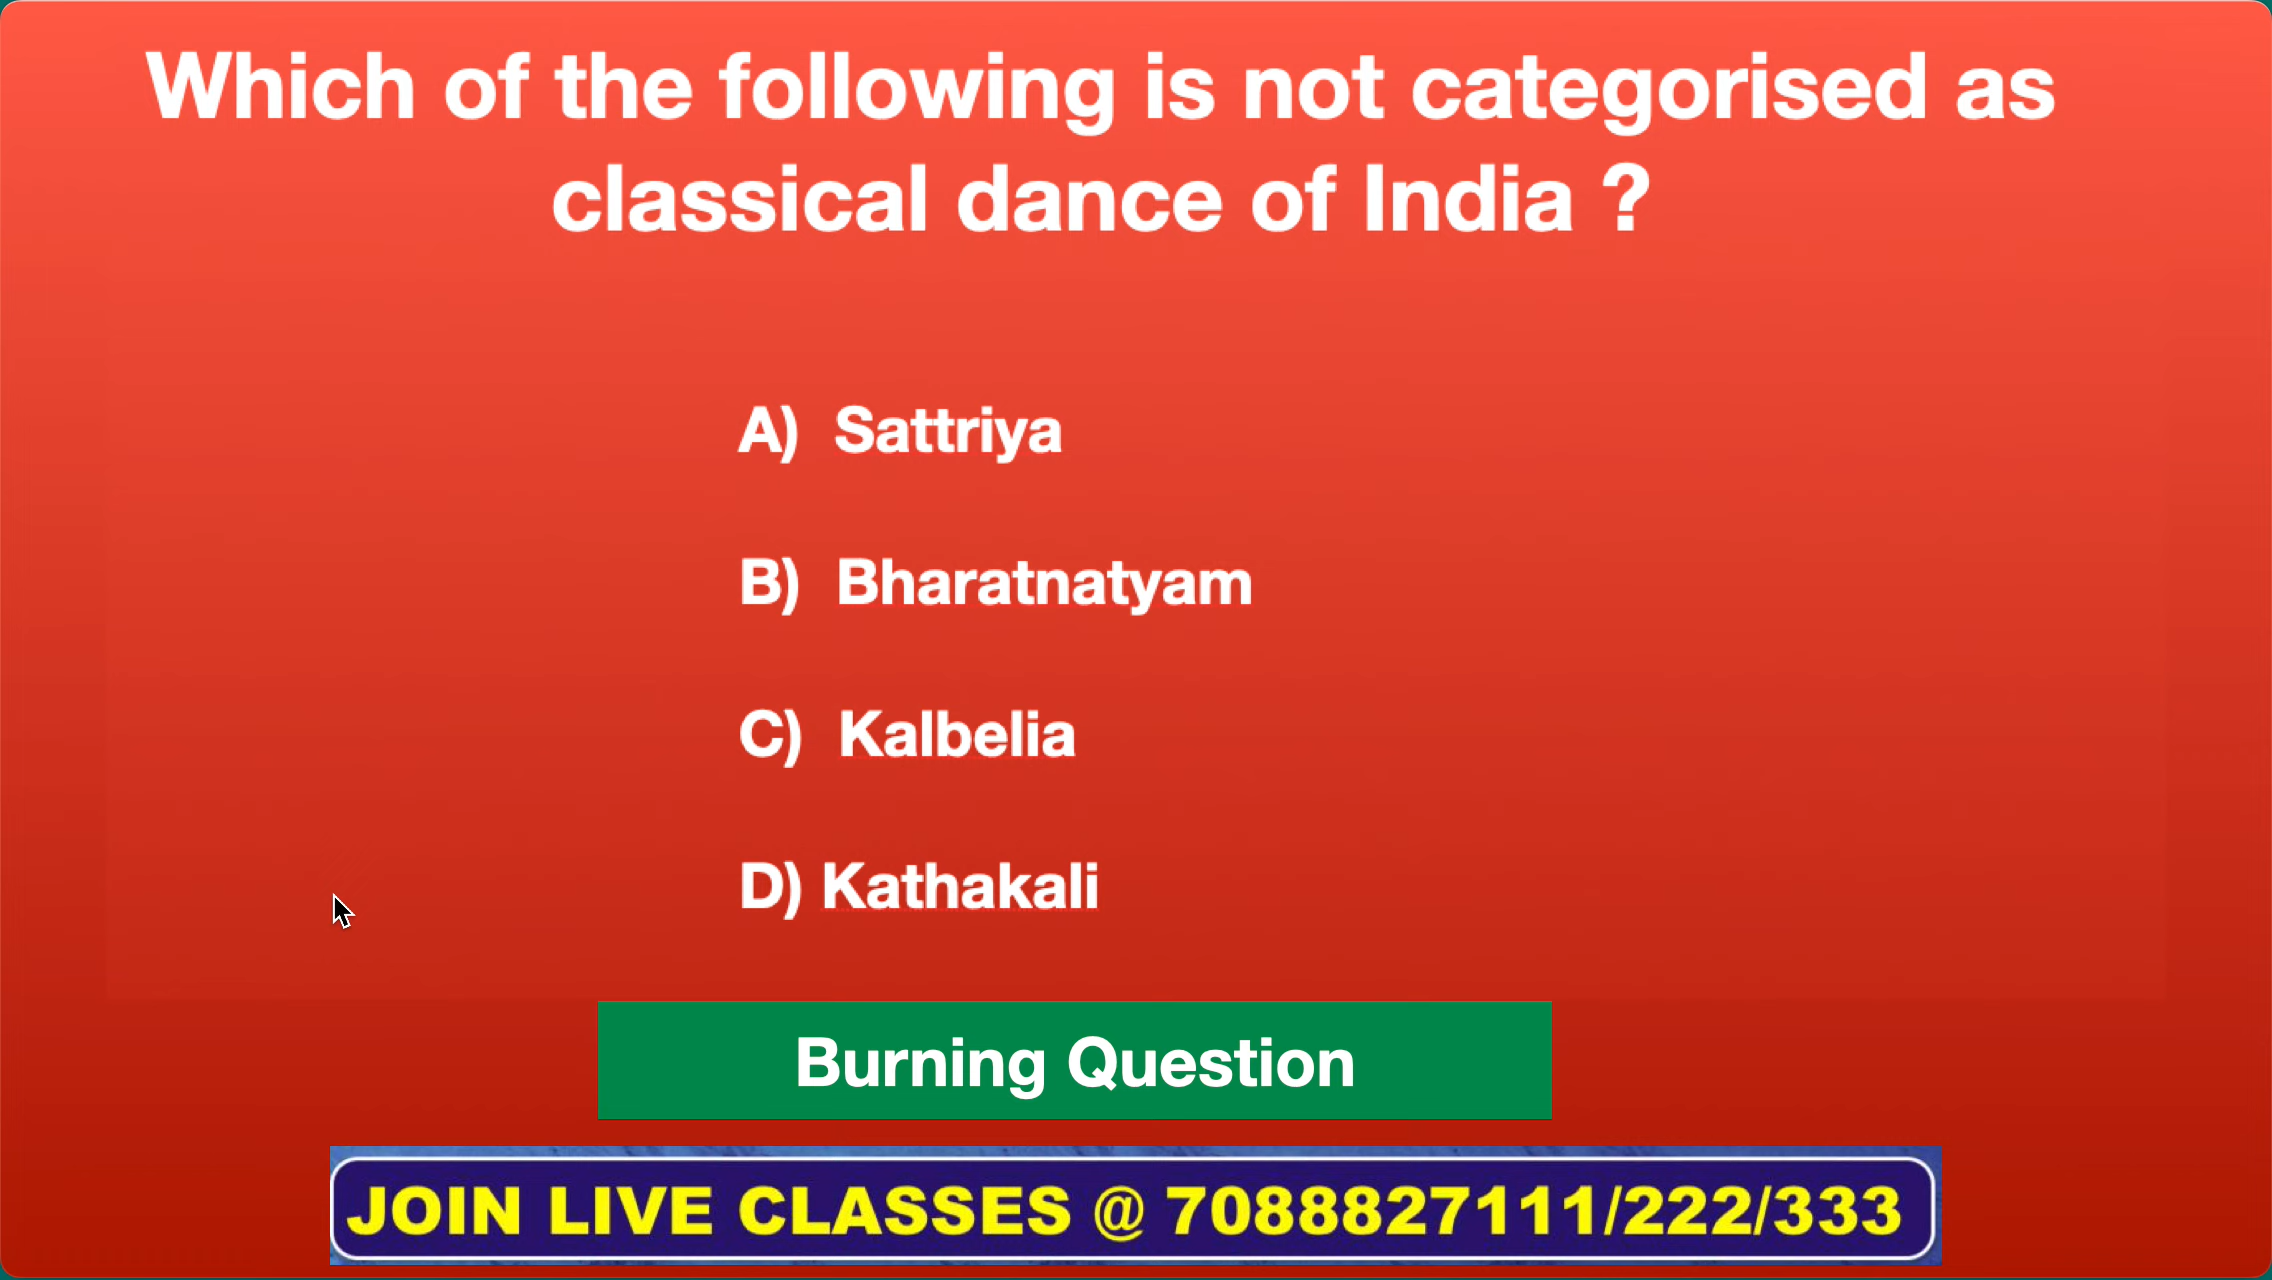 Which of the following is not categorised as
classical dance of India ?
A) Sattriya
B) Bharatnatyam
C) Kalbelia
D) Kathakali
Burning Question
JOIN LIVE CLASSES @ 7088827111/222/333